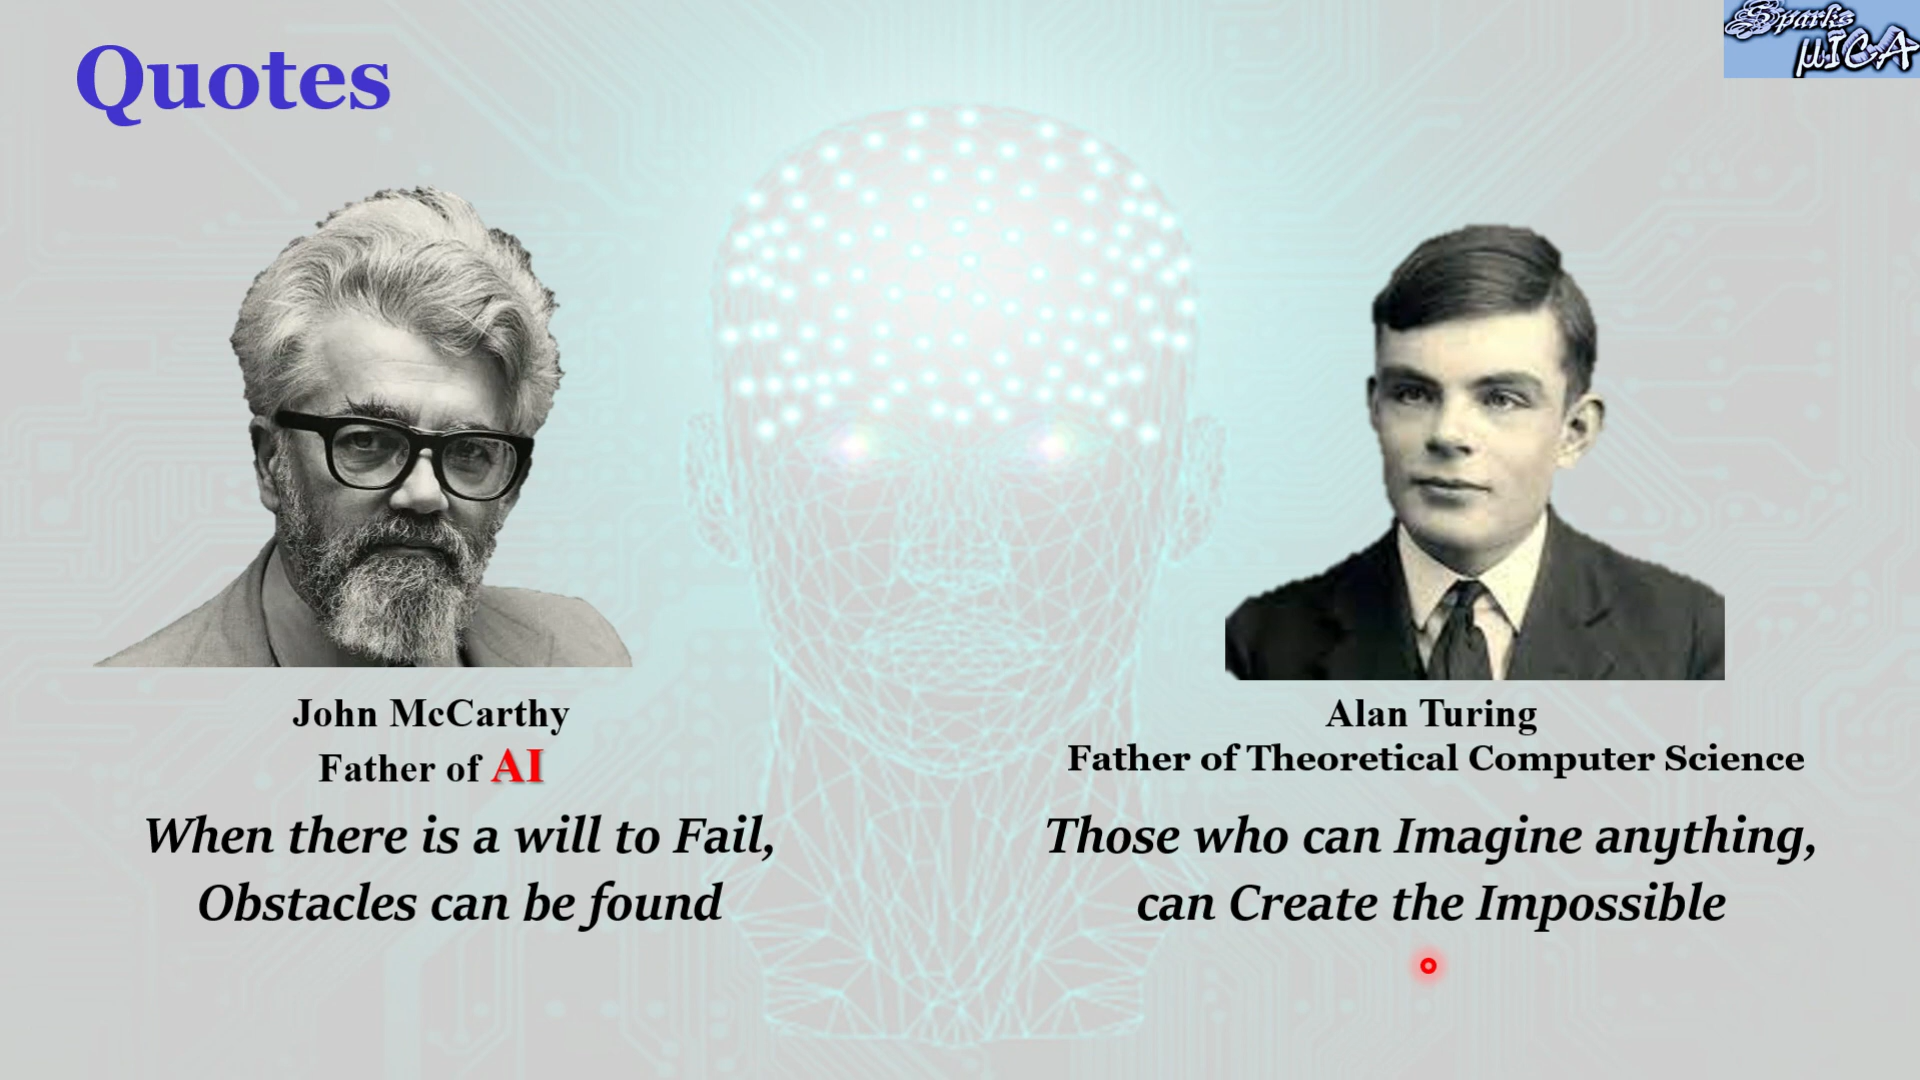 Quotes
Sparks
µICA
John McCarthy
Father of AI
When there is a will to Fail,
Obstacles can be found
Alan Turing
Father of Theoretical Computer Science
Those who can Imagine anything,
can Create the Impossible